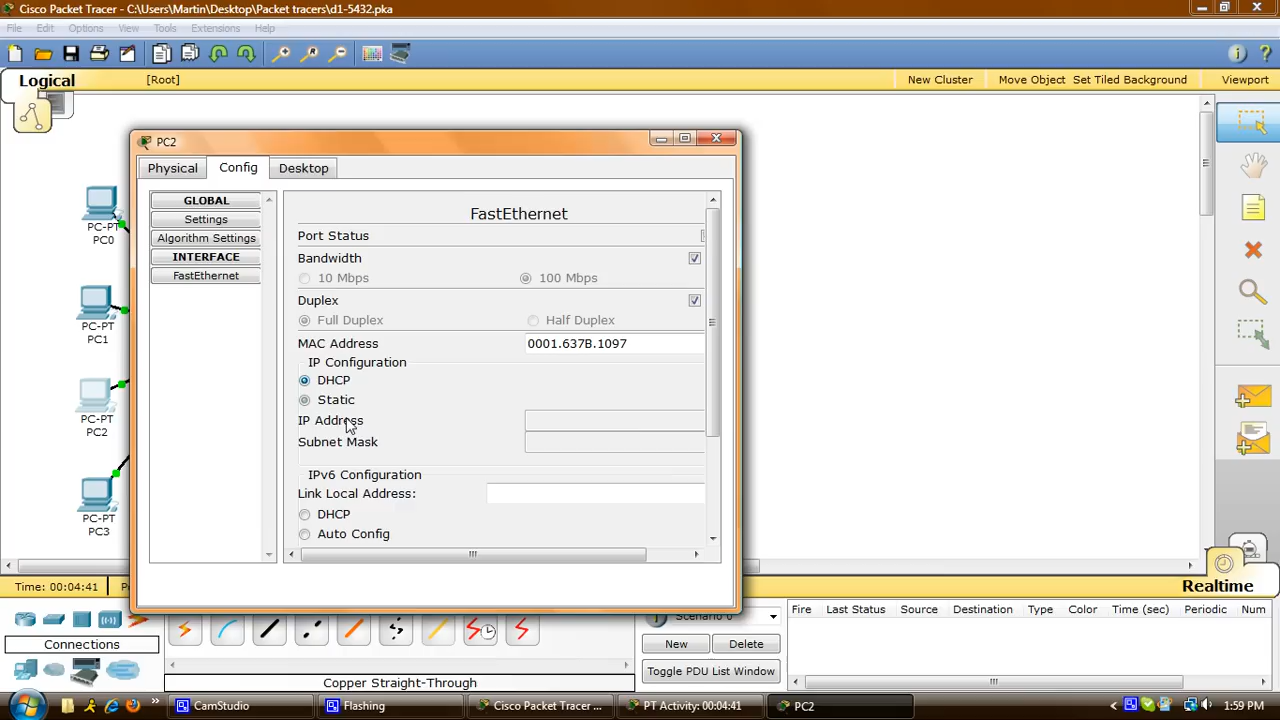 Cisco Packet Tracer - C:\Users\Martin\Desktop\Packet tracers\d1-5432.pka
File Edit Options View Tools Extensions Help
Logical [Root] New Cluster Move Object Set Tiled Background Viewport
PC2
Physical Config Desktop
GLOBAL
Settings
Algorithm Settings
INTERFACE
FastEthernet
FastEthernet
Port Status
Bandwidth
10 Mbps 100 Mbps
Duplex
Full Duplex Half Duplex
MAC Address 0001.637B.1097
IP Configuration
DHCP
Static
IP Address
Subnet Mask
IPv6 Configuration
Link Local Address:
DHCP
Auto Config
PC-PT
PC0
PC-PT
PC1
PC-PT
PC2
PC-PT
PC3
Time: 00:04:41
Realtime
Connections
Copper Straight-Through
Scenario 0
New Delete
Toggle PDU List Window
Fire Last Status Source Destination Type Color Time (sec) Periodic Num
CamStudio Flashing Cisco Packet Tracer ... PT Activity: 00:04:41 PC2 1:59 PM